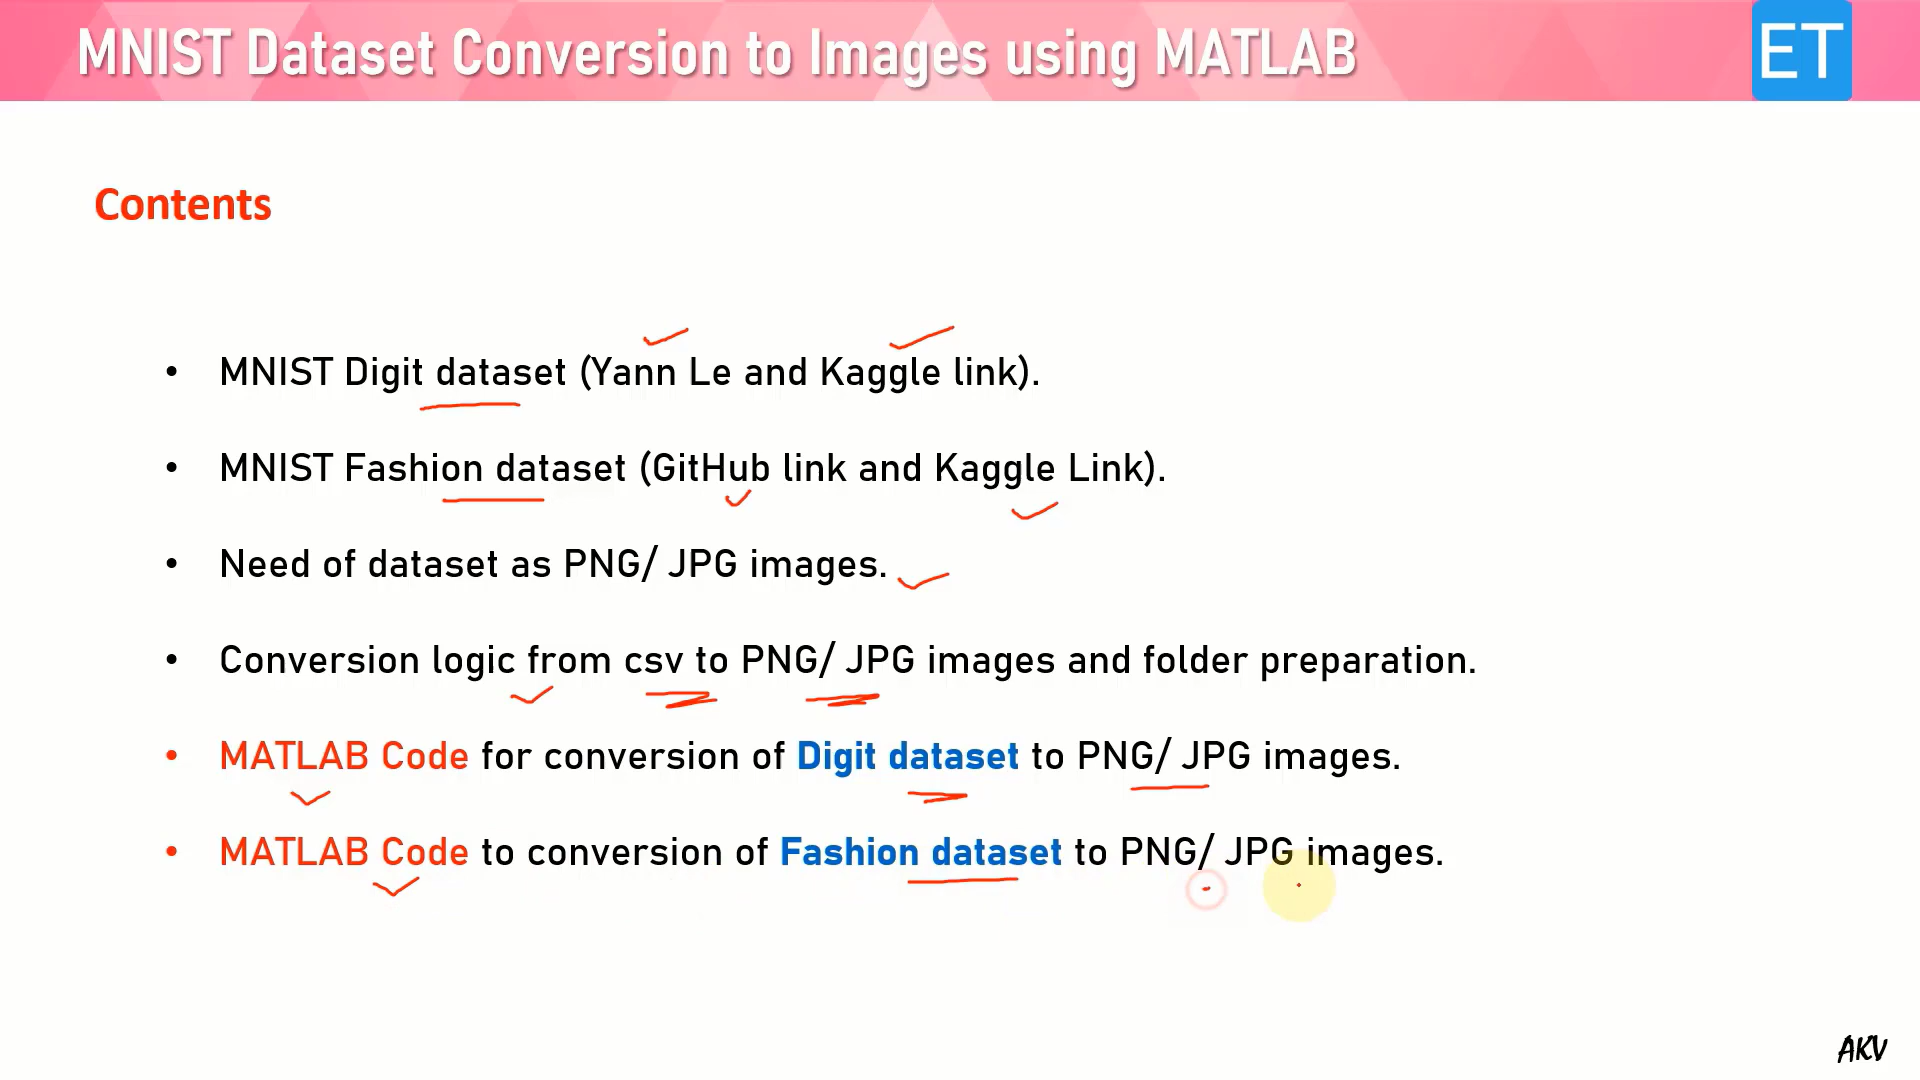 MNIST Dataset Conversion to Images using MATLAB
ET
Contents
• MNIST Digit dataset (Yann Le and Kaggle link).
• MNIST Fashion dataset (GitHub link and Kaggle Link).
• Need of dataset as PNG/ JPG images.
• Conversion logic from csv to PNG/ JPG images and folder preparation.
• MATLAB Code for conversion of Digit dataset to PNG/ JPG images.
• MATLAB Code to conversion of Fashion dataset to PNG/ JPG images.
AKV